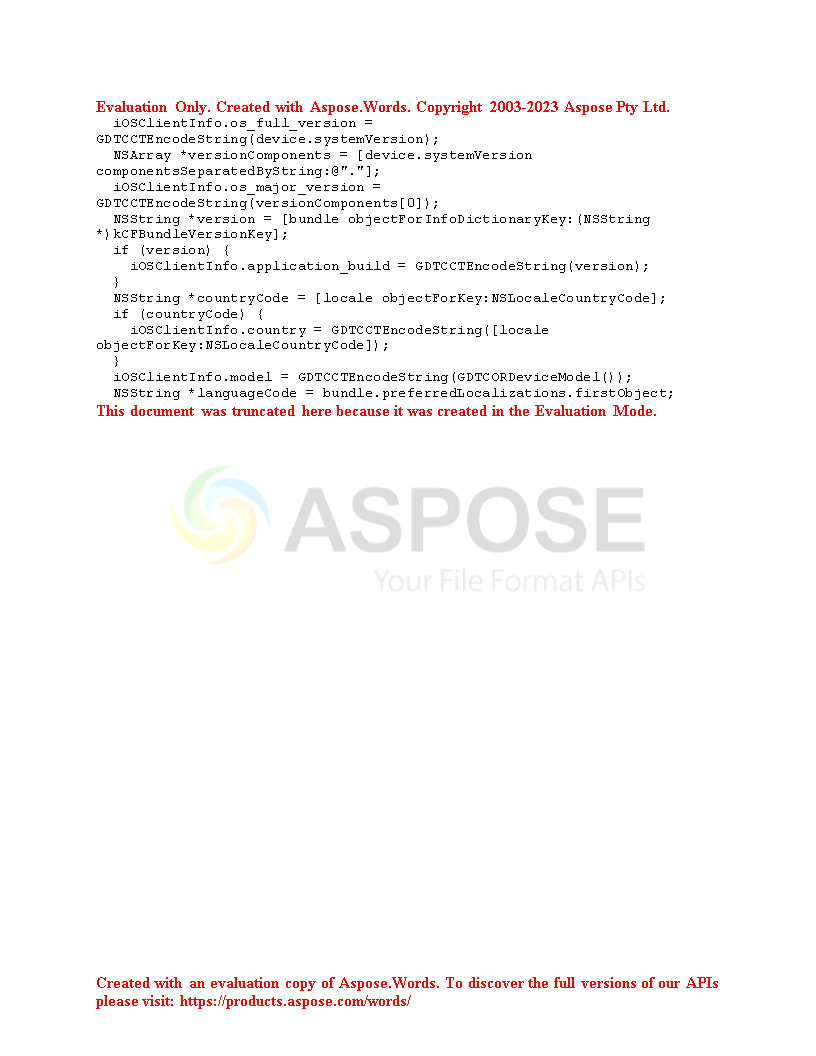 Evaluation Only. Created with Aspose.Words. Copyright 2003-2023 Aspose Pty Ltd.
  iOSClientInfo.os_full_version =
GDTCCTEncodeString(device.systemVersion);
  NSArray *versionComponents = [device.systemVersion
componentsSeparatedByString:@"."];
  iOSClientInfo.os_major_version =
GDTCCTEncodeString(versionComponents[0]);
  NSString *version = [bundle objectForInfoDictionaryKey:(NSString
*)kCFBundleVersionKey];
  if (version) {
    iOSClientInfo.application_build = GDTCCTEncodeString(version);
  }
  NSString *countryCode = [locale objectForKey:NSLocaleCountryCode];
  if (countryCode) {
    iOSClientInfo.country = GDTCCTEncodeString([locale
objectForKey:NSLocaleCountryCode]);
  }
  iOSClientInfo.model = GDTCCTEncodeString(GDTCORDeviceModel());
  NSString *languageCode = bundle.preferredLocalizations.firstObject;
This document was truncated here because it was created in the Evaluation Mode.
ASPOSE
Your File Format APIs
Created with an evaluation copy of Aspose.Words. To discover the full versions of our APIs
please visit: https://products.aspose.com/words/